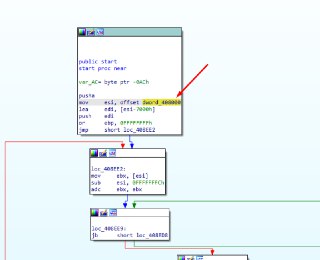 public start
start proc near
var_AC= byte ptr -0ACh
pusha
mov esi, offset dword_408000
lea edi, [esi-7000h]
push edi
or ebp, 0FFFFFFFFh
jmp short loc_408EE2
loc_408EE2:
mov ebx, [esi]
sub esi, 0FFFFFFFCh
adc ebx, ebx
loc_408EE9:
jb short loc_408ED8